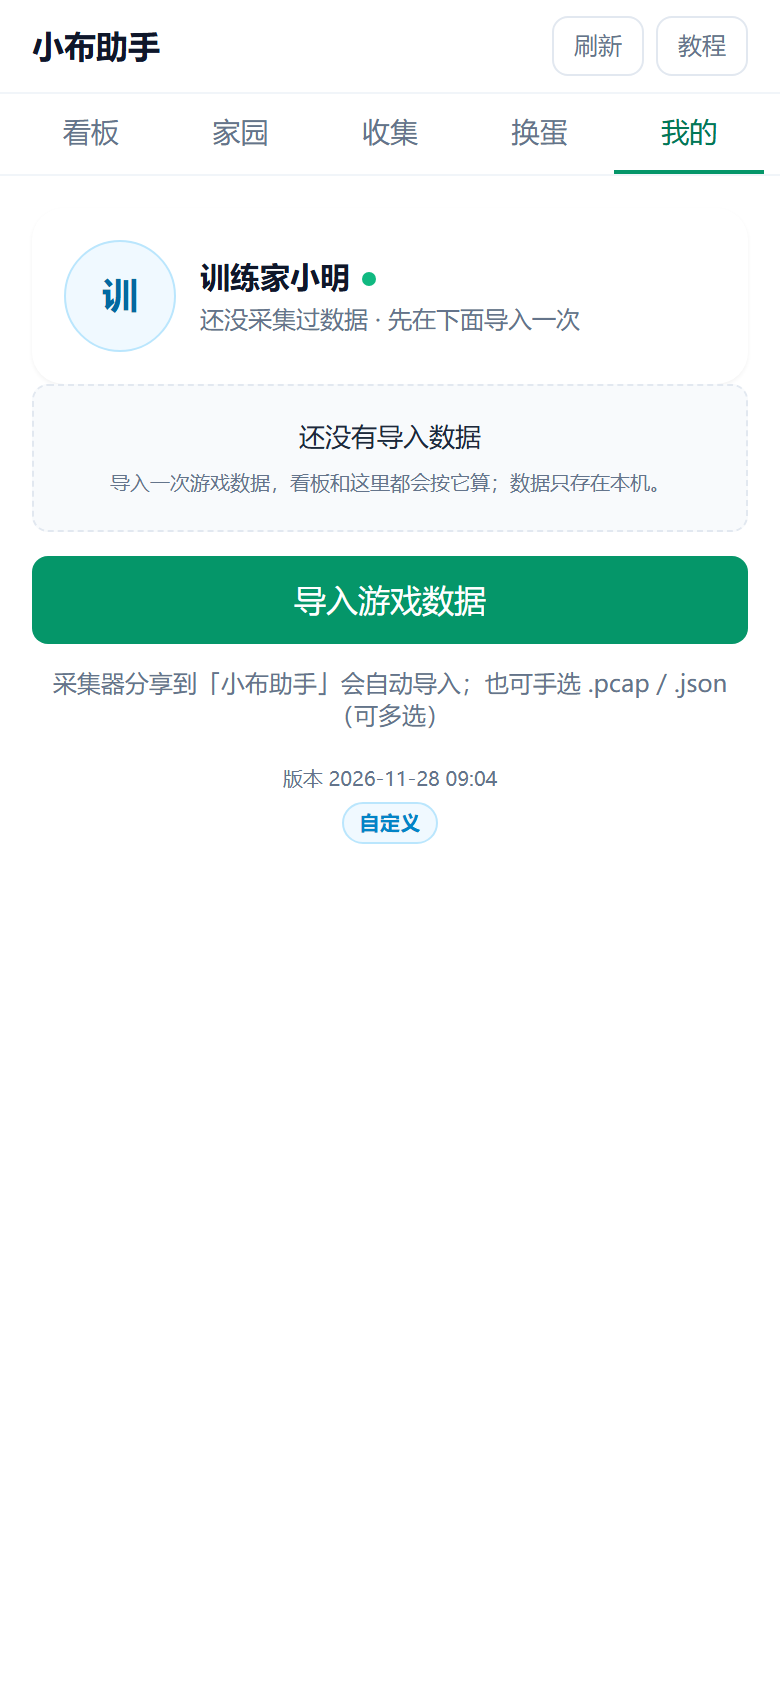 小布助手
刷新
教程
看板
家园
收集
换蛋
我的
训
训练家小明
还没采集过数据 · 先在下面导入一次
还没有导入数据
导入一次游戏数据，看板和这里都会按它算；数据只存在本机。
导入游戏数据
采集器分享到「小布助手」会自动导入；也可手选 .pcap / .json
（可多选）
版本 2026-11-28 09:04
自定义